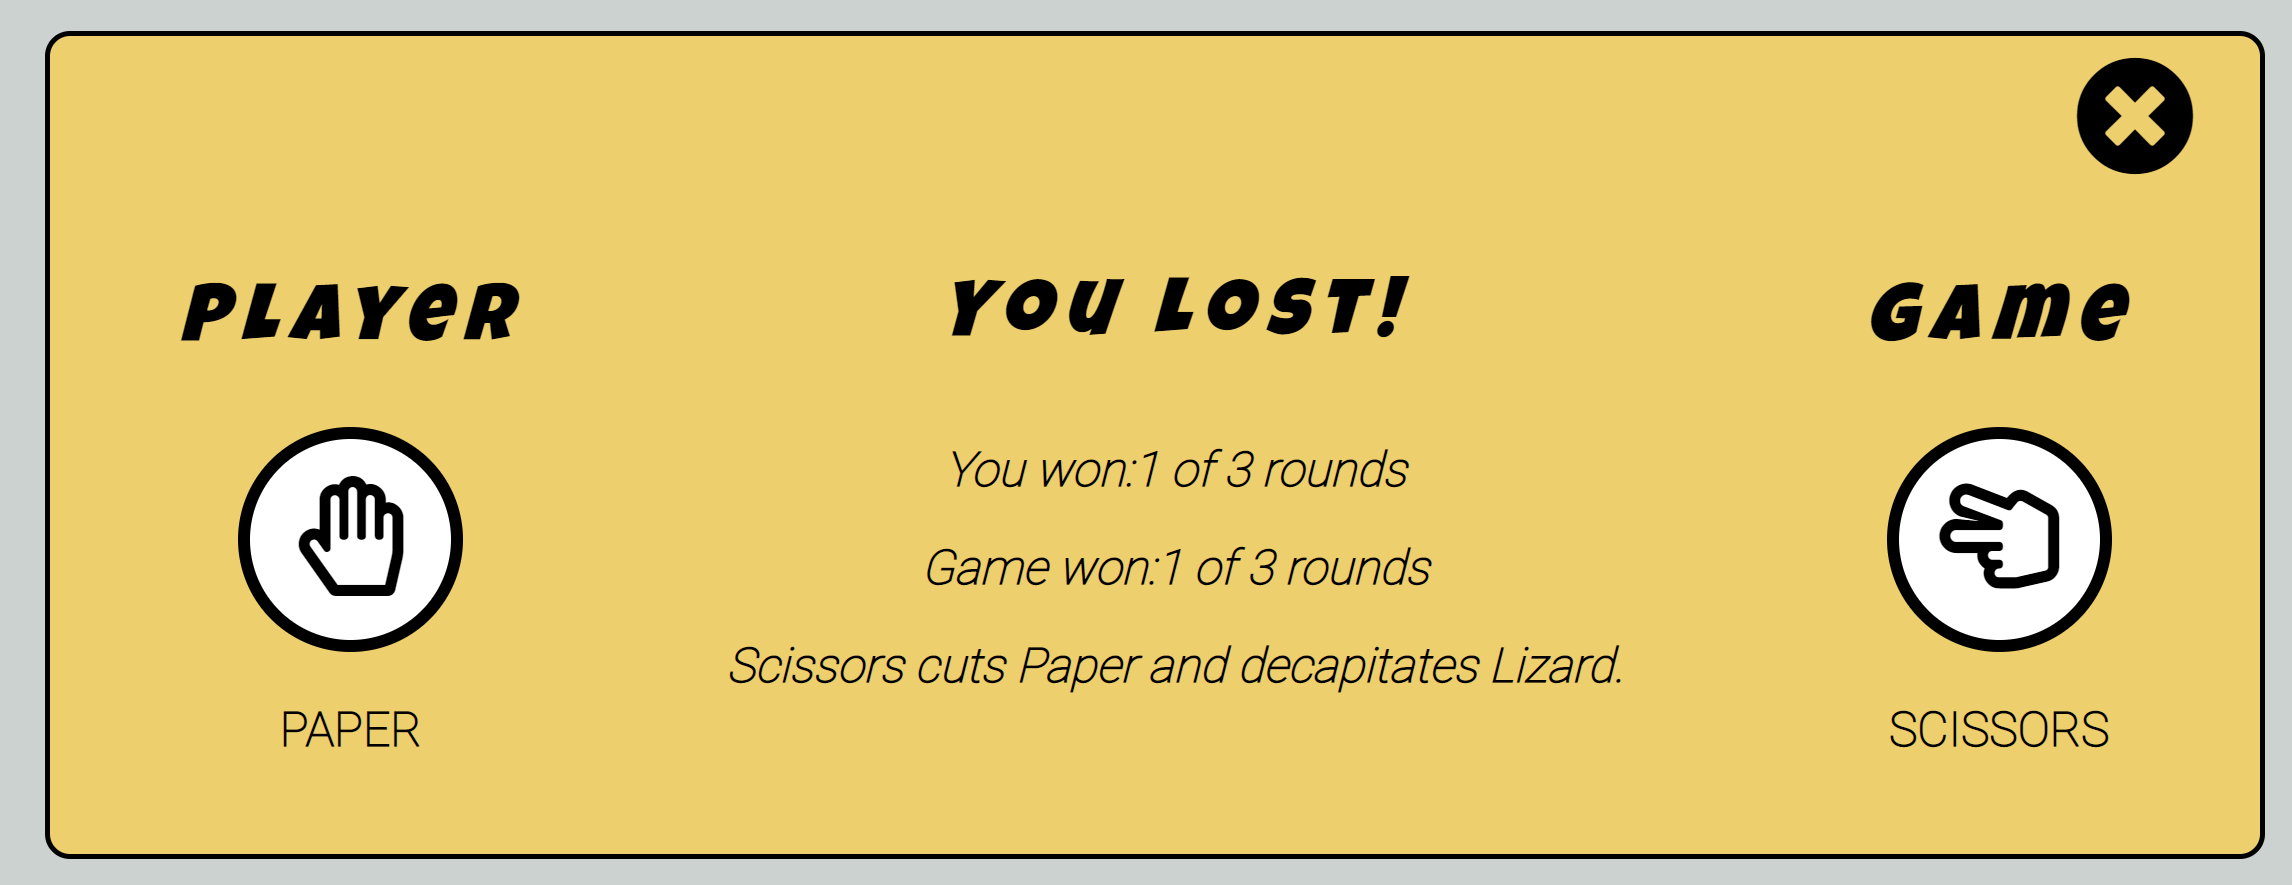 PLAYER
YOU LOST!
GAME
You won:1 of 3 rounds
Game won:1 of 3 rounds
Scissors cuts Paper and decapitates Lizard.
PAPER
SCISSORS